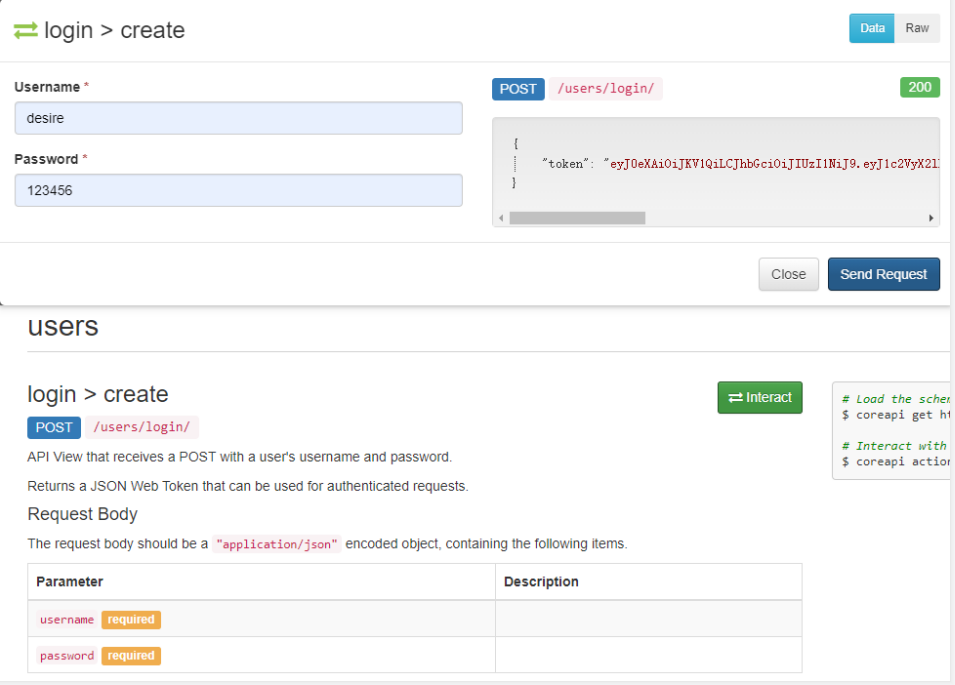 login > create
Data Raw
Username *
desire
Password *
123456
POST /users/login/ 200
{
"token": "eyJ0eXAiOiJKV1QiLCJhbGciOiJIUzI1NiJ9.eyJ1c2VyX2l
}
Close Send Request
users
login > create
Interact
POST /users/login/
API View that receives a POST with a user's username and password.
Returns a JSON Web Token that can be used for authenticated requests.
Request Body
The request body should be a "application/json" encoded object, containing the following items.
Parameter Description
username required
password required
# Load the schem
$ coreapi get ht
# Interact with
$ coreapi action